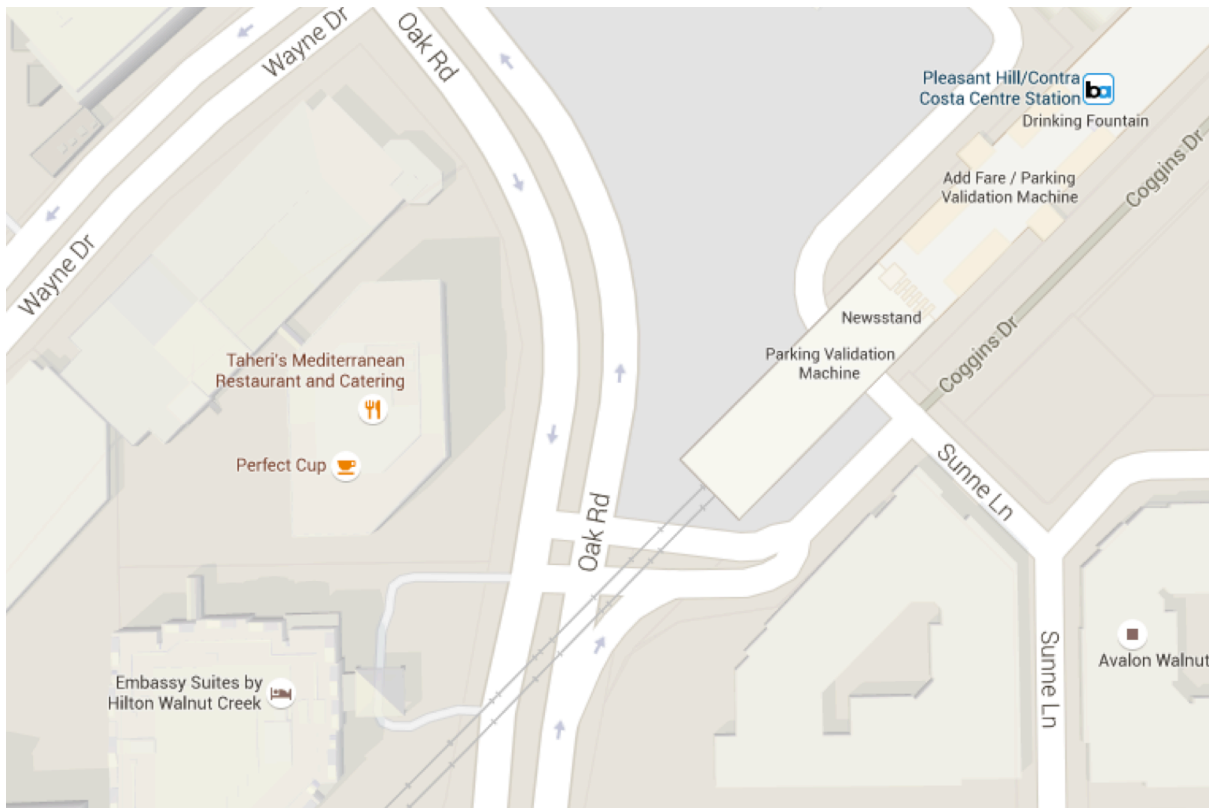 Wayne Dr
Oak Rd
Pleasant Hill/Contra
Costa Centre Station
ba
Drinking Fountain
Coggins Dr
Add Fare / Parking
Validation Machine
Wayne Dr
Newsstand
Parking Validation
Machine
Coggins Dr
Taheri's Mediterranean
Restaurant and Catering
Perfect Cup
Sunne Ln
Oak Rd
Sunne Ln
Avalon Walnut
Embassy Suites by
Hilton Walnut Creek